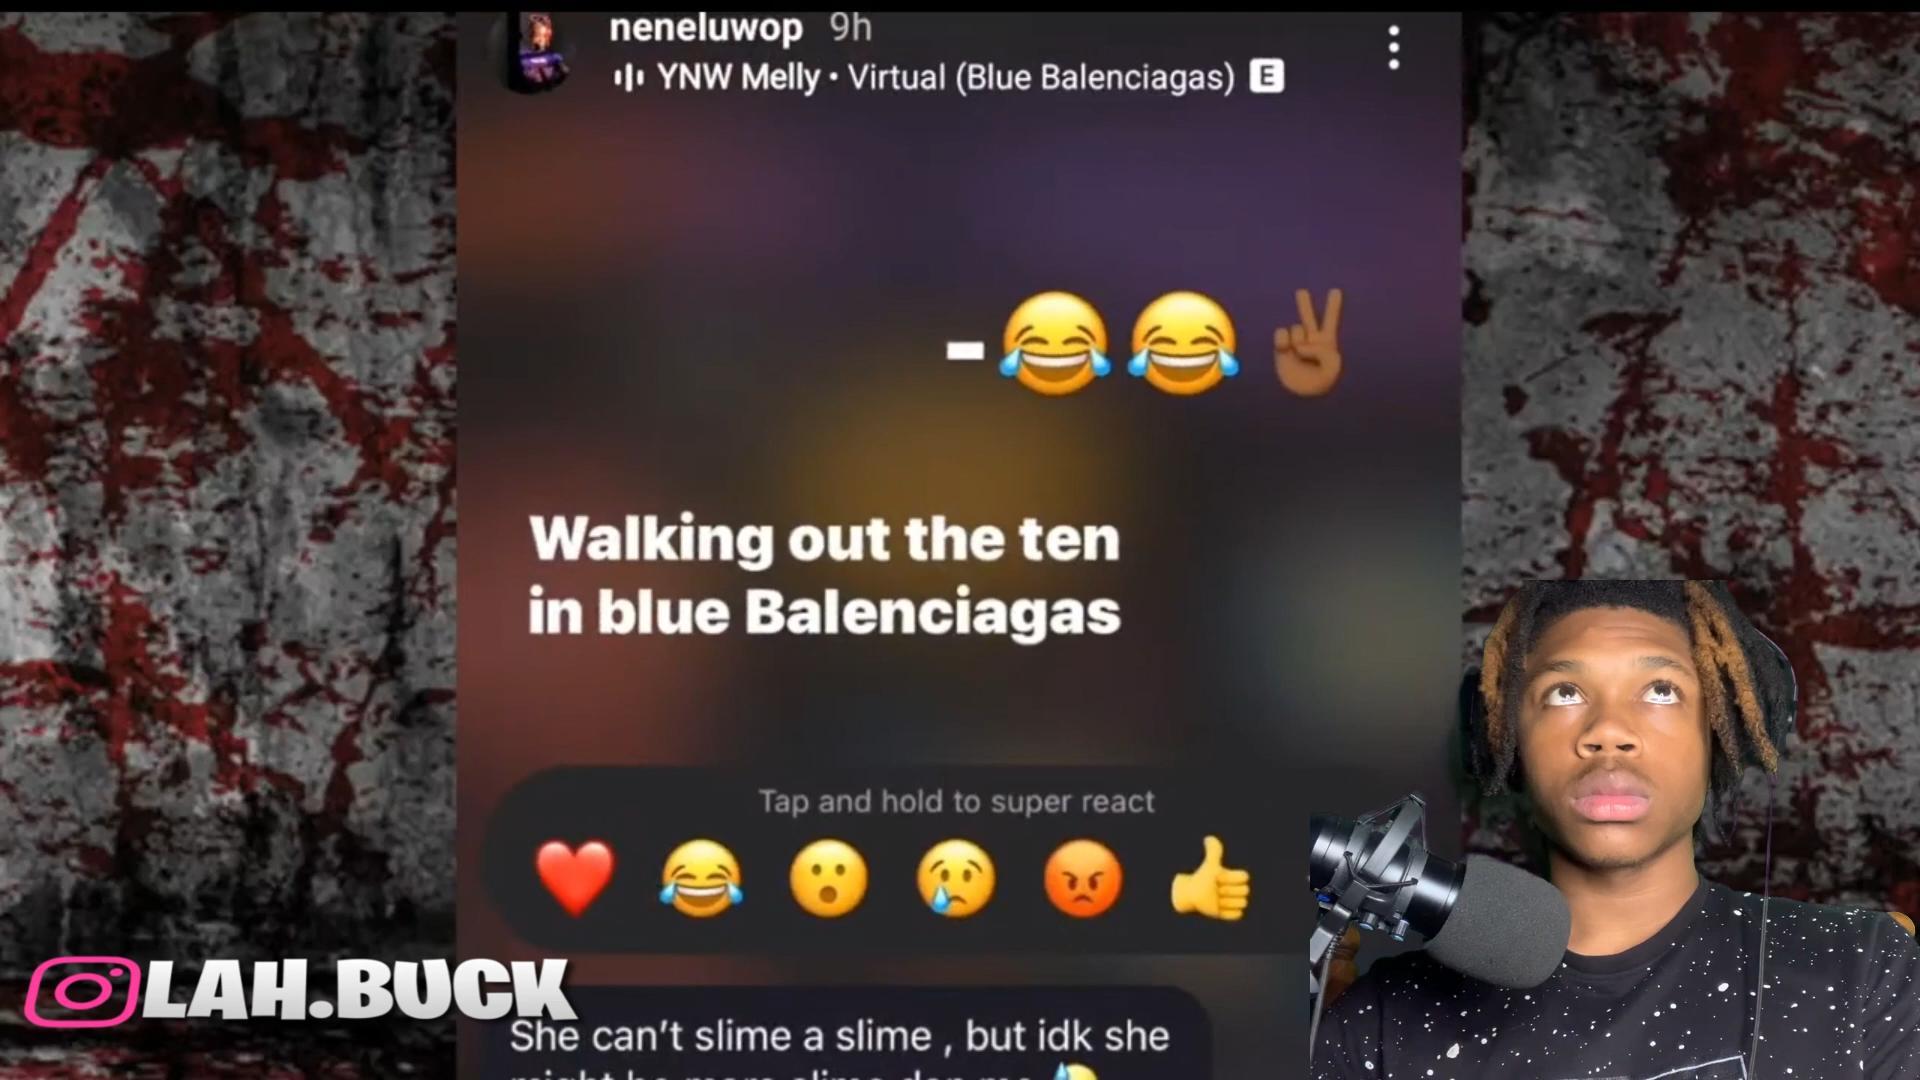 neneluwop 9h
YNW Melly • Virtual (Blue Balenciagas) E
-😂😂✌🏾
Walking out the ten
in blue Balenciagas
Tap and hold to super react
LAH.BUCK
She can't slime a slime , but idk she